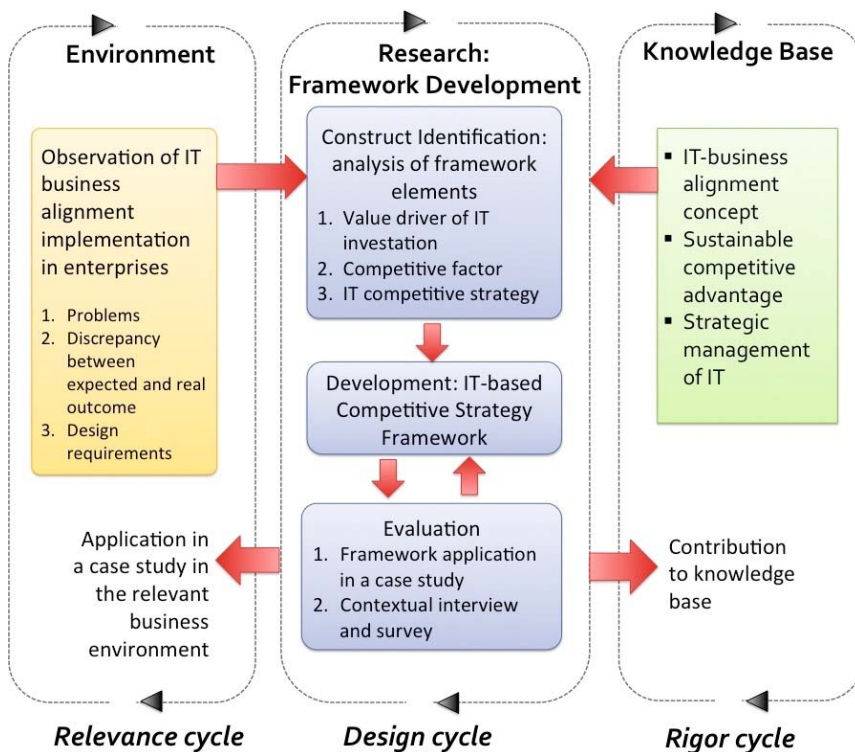 Environment
Observation of IT
business
alignment
implementation
in enterprises
1. Problems
2. Discrepancy
between
expected and real
outcome
3. Design
requirements
Application in
a case study in
the relevant
business
environment
Relevance cycle
Research:
Framework Development
Construct Identification:
analysis of framework
elements
1. Value driver of IT
investation
2. Competitive factor
3. IT competitive strategy
Development: IT-based
Competitive Strategy
Framework
Evaluation
1. Framework application
in a case study
2. Contextual interview
and survey
Design cycle
Knowledge Base
▪ IT-business
alignment
concept
▪ Sustainable
competitive
advantage
▪ Strategic
management
of IT
Contribution
to knowledge
base
Rigor cycle